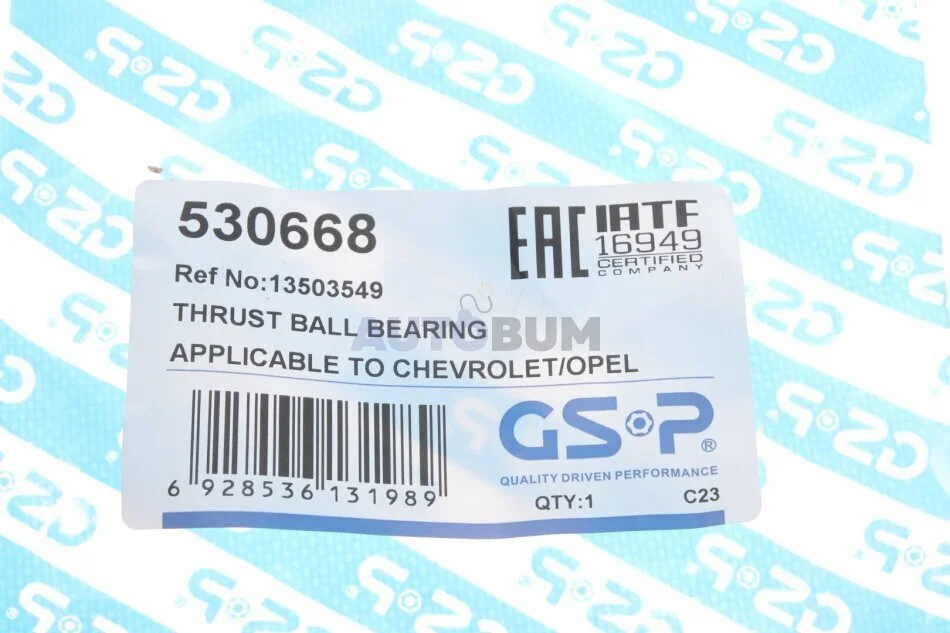 530668
EAC
IATF
16949
CERTIFIED
COMPANY
Ref No:13503549
THRUST BALL BEARING
AUTOBUM
APPLICABLE TO CHEVROLET/OPEL
GSP®
QUALITY DRIVEN PERFORMANCE
6 928536 131989
QTY:1
C23